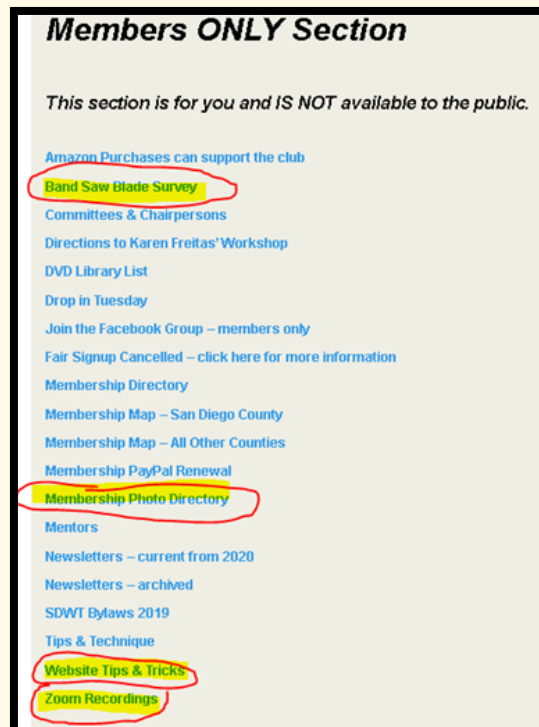 Members ONLY Section
This section is for you and IS NOT available to the public.
Amazon Purchases can support the club
Band Saw Blade Survey
Committees & Chairpersons
Directions to Karen Freitas' Workshop
DVD Library List
Drop in Tuesday
Join the Facebook Group – members only
Fair Signup Cancelled – click here for more information
Membership Directory
Membership Map – San Diego County
Membership Map – All Other Counties
Membership PayPal Renewal
Membership Photo Directory
Mentors
Newsletters – current from 2020
Newsletters – archived
SDWT Bylaws 2019
Tips & Technique
Website Tips & Tricks
Zoom Recordings